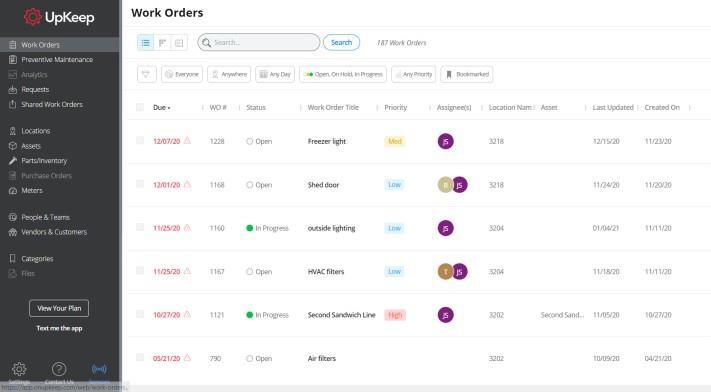 UpKeep
Work Orders
Preventive Maintenance
Analytics
Requests
Shared Work Orders
Locations
Assets
Parts/Inventory
Purchase Orders
Meters
People & Teams
Vendors & Customers
Categories
Files
View Your Plan
Text me the app
Settings Contact Us
https://app.onupkeep.com/web/work-orders
Work Orders
Search... Search 187 Work Orders
Everyone Anywhere Any Day Open, On Hold, In Progress Any Priority Bookmarked
Due WO # Status Work Order Title Priority Assignee(s) Location Nam Asset Last Updated Created On
12/07/20 1228 Open Freezer light Med JS 3218 12/15/20 11/23/20
12/01/20 1168 Open Shed door Low R JS 3218 11/24/20 11/20/20
11/25/20 1160 In Progress outside lighting Low JS 3204 01/04/21 11/11/20
11/25/20 1167 Open HVAC filters Low T JS 3204 11/18/20 11/11/20
10/27/20 1121 In Progress Second Sandwich Line High JS 3202 Second Sand... 11/05/20 10/27/20
05/21/20 790 Open Air filters 3202 10/09/20 04/21/20